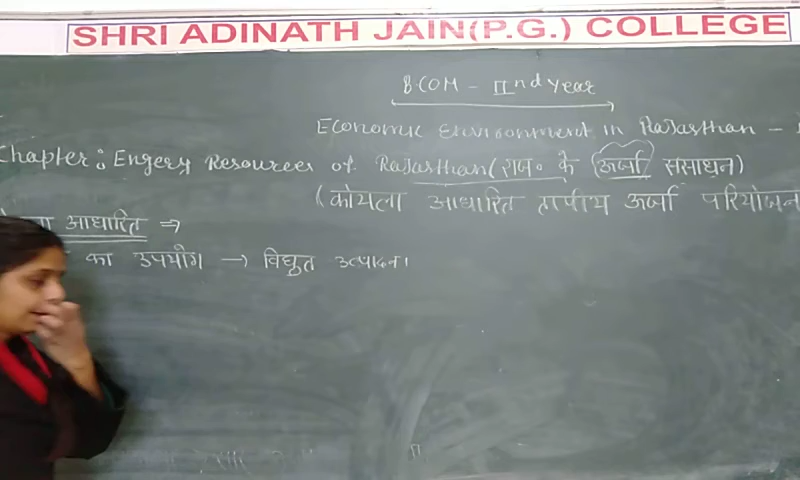 SHRI ADINATH JAIN(P.G.) COLLEGE
B.COM - IInd Year
Economic Environment in Rajasthan -
Chapter: Engery Resources of Rajasthan (राज० के (ऊर्जा) संसाधन)
(कोयला आधारित तापीय ऊर्जा परियोजन
आधारित ⇒
का उपयोग → विद्युत उत्पादन।